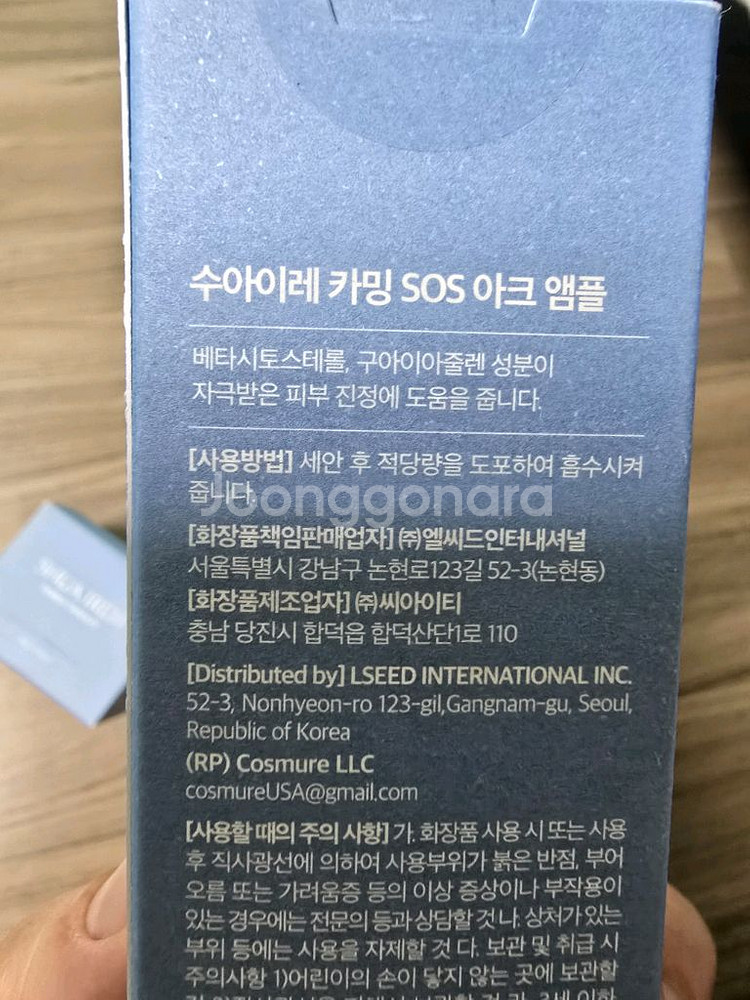 수아이레 카밍 SOS 아크 앰플
베타시토스테롤, 구아이아줄렌 성분이
자극받은 피부 진정에 도움을 줍니다.
[사용방법] 세안 후 적당량을 도포하여 흡수시켜
줍니다.
Joonggonara
[화장품책임판매업자] ㈜엘씨드인터내셔널
서울특별시 강남구 논현로123길 52-3(논현동)
[화장품제조업자] ㈜씨아이티
충남 당진시 합덕읍 합덕산단1로 110
[Distributed by] LSEED INTERNATIONAL INC.
52-3, Nonhyeon-ro 123-gil,Gangnam-gu, Seoul,
Republic of Korea
(RP) Cosmure LLC
cosmureUSA@gmail.com
[사용할 때의 주의 사항] 가. 화장품 사용 시 또는 사용
후 직사광선에 의하여 사용부위가 붉은 반점, 부어
오름 또는 가려움증 등의 이상 증상이나 부작용이
있는 경우에는 전문의 등과 상담할 것 나. 상처가 있는
부위 등에는 사용을 자제할 것 다. 보관 및 취급 시
주의사항 1)어린이의 손이 닿지 않는 곳에 보관할